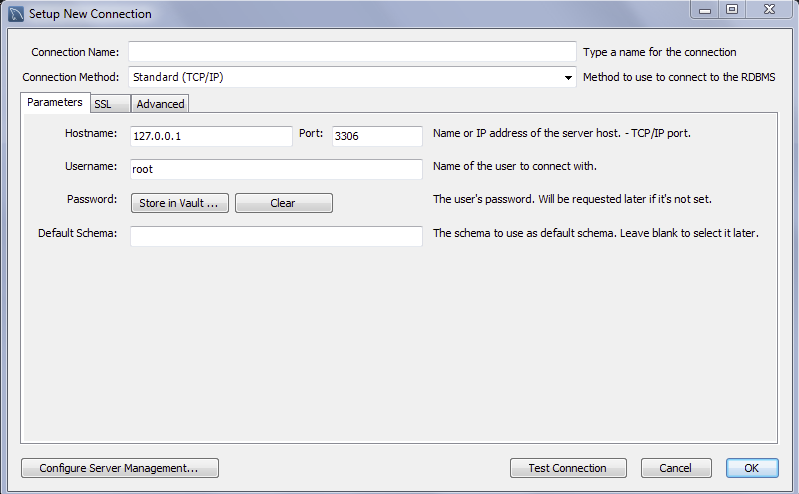 Setup New Connection
Connection Name: Type a name for the connection
Connection Method: Standard (TCP/IP) Method to use to connect to the RDBMS
Parameters SSL Advanced
Hostname: 127.0.0.1 Port: 3306 Name or IP address of the server host. - TCP/IP port.
Username: root Name of the user to connect with.
Password: Store in Vault ... Clear The user's password. Will be requested later if it's not set.
Default Schema: The schema to use as default schema. Leave blank to select it later.
Configure Server Management... Test Connection Cancel OK